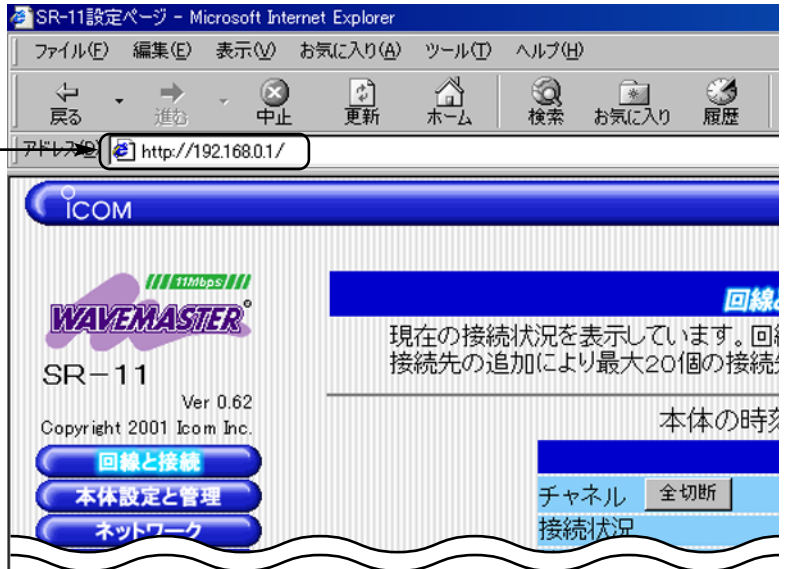 SR-11設定ページ - Microsoft Internet Explorer
ファイル(F) 編集(E) 表示(V) お気に入り(A) ツール(T) ヘルプ(H)
戻る 進む 中止 更新 ホーム 検索 お気に入り 履歴
アドレス(D) http://192.168.0.1/
ICOM
11Mbps
WAVEMASTER®
SR-11
Ver 0.62
Copyright 2001 Icom Inc.
回線と接続
本体設定と管理
ネットワーク
回線
現在の接続状況を表示しています。回
接続先の追加により最大20個の接続
本体の時
チャネル 全切断
接続状況